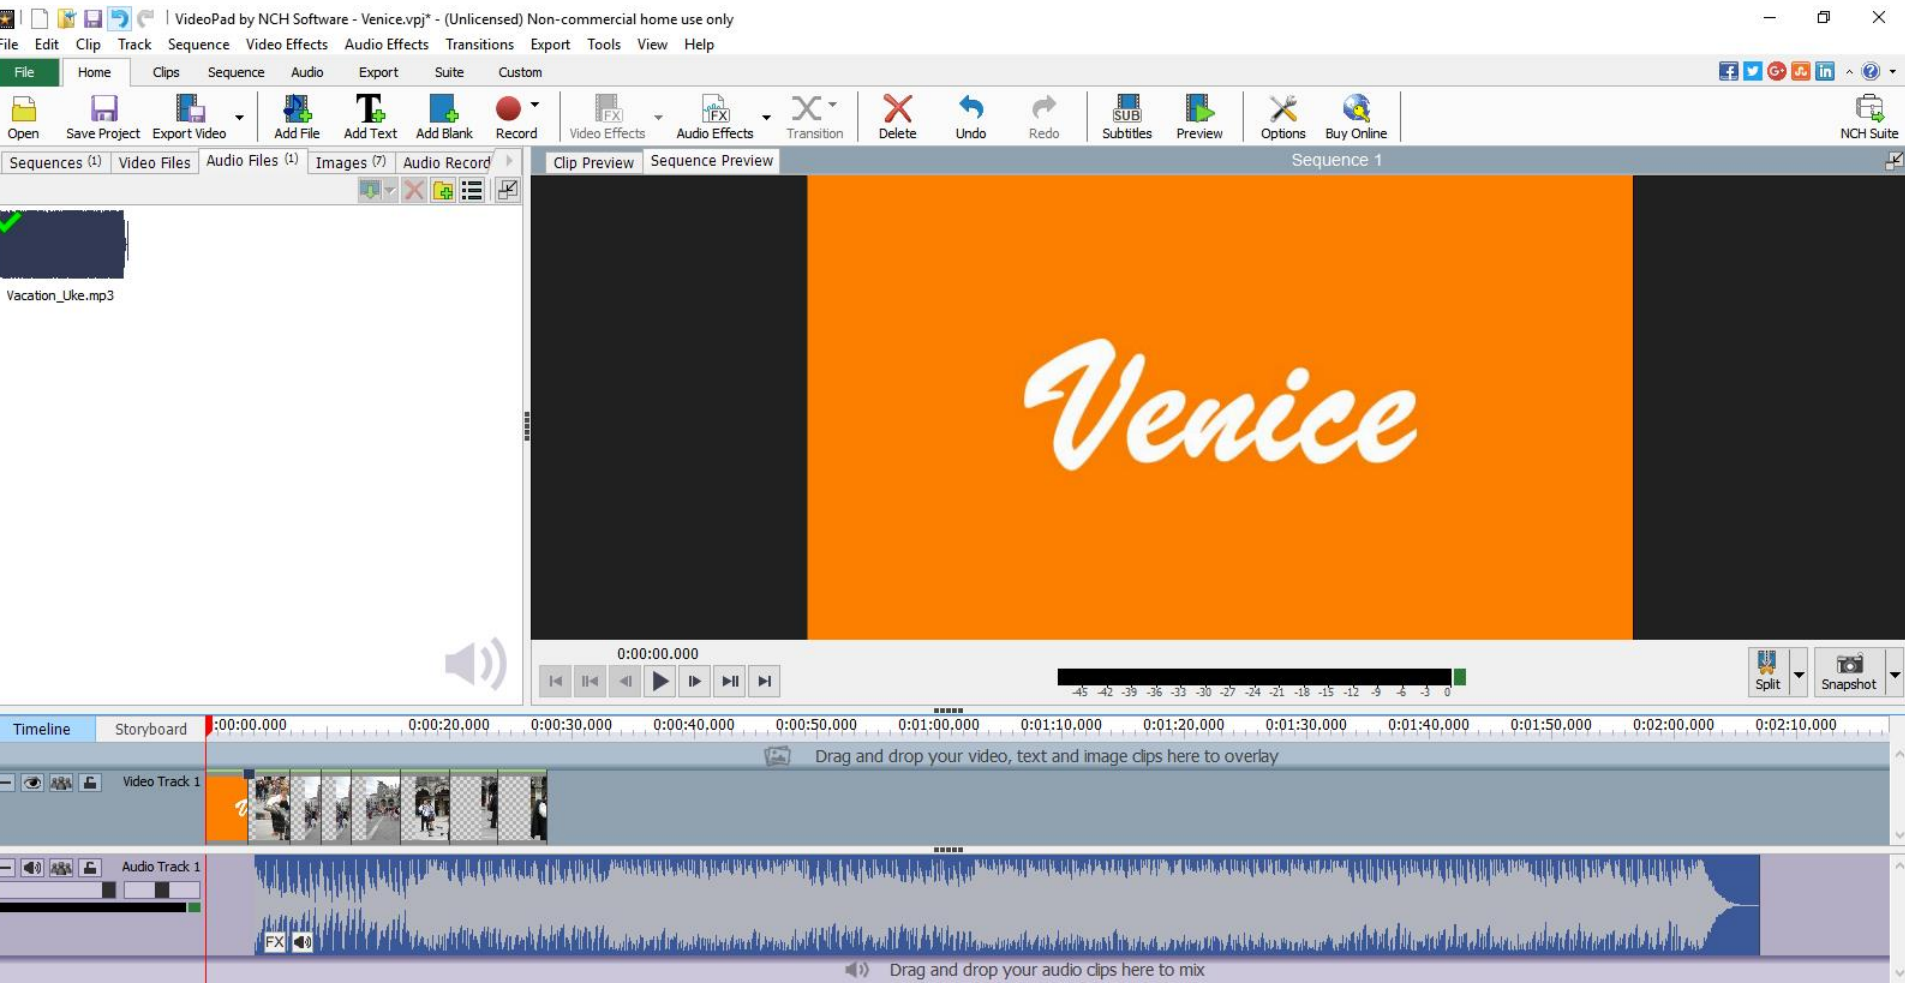 VideoPad by NCH Software - Venice.vpj* - (Unlicensed) Non-commercial home use only
File Edit Clip Track Sequence Video Effects Audio Effects Transitions Export Tools View Help
File Home Clips Sequence Audio Export Suite Custom
Open Save Project Export Video Add File Add Text Add Blank Record Video Effects Audio Effects Transition Delete Undo Redo Subtitles Preview Options Buy Online NCH Suite
Sequences (1) Video Files Audio Files (1) Images (7) Audio Record Clip Preview Sequence Preview Sequence 1
Vacation_Uke.mp3
Venice
0:00:00.000
-45 -42 -39 -36 -33 -30 -27 -24 -21 -18 -15 -12 -9 -6 -3 0
Split Snapshot
Timeline Storyboard :00:00.000 0:00:20.000 0:00:30.000 0:00:40.000 0:00:50.000 0:01:00.000 0:01:10.000 0:01:20.000 0:01:30.000 0:01:40.000 0:01:50.000 0:02:00.000 0:02:10.000
Drag and drop your video, text and image clips here to overlay
Video Track 1
Audio Track 1
FX
Drag and drop your audio clips here to mix